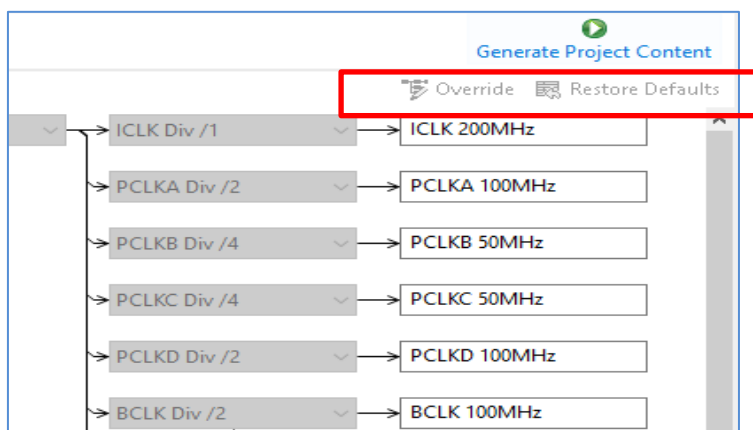 Generate Project Content
Override Restore Defaults
ICLK Div /1 ICLK 200MHz
PCLKA Div /2 PCLKA 100MHz
PCLKB Div /4 PCLKB 50MHz
PCLKC Div /4 PCLKC 50MHz
PCLKD Div /2 PCLKD 100MHz
BCLK Div /2 BCLK 100MHz